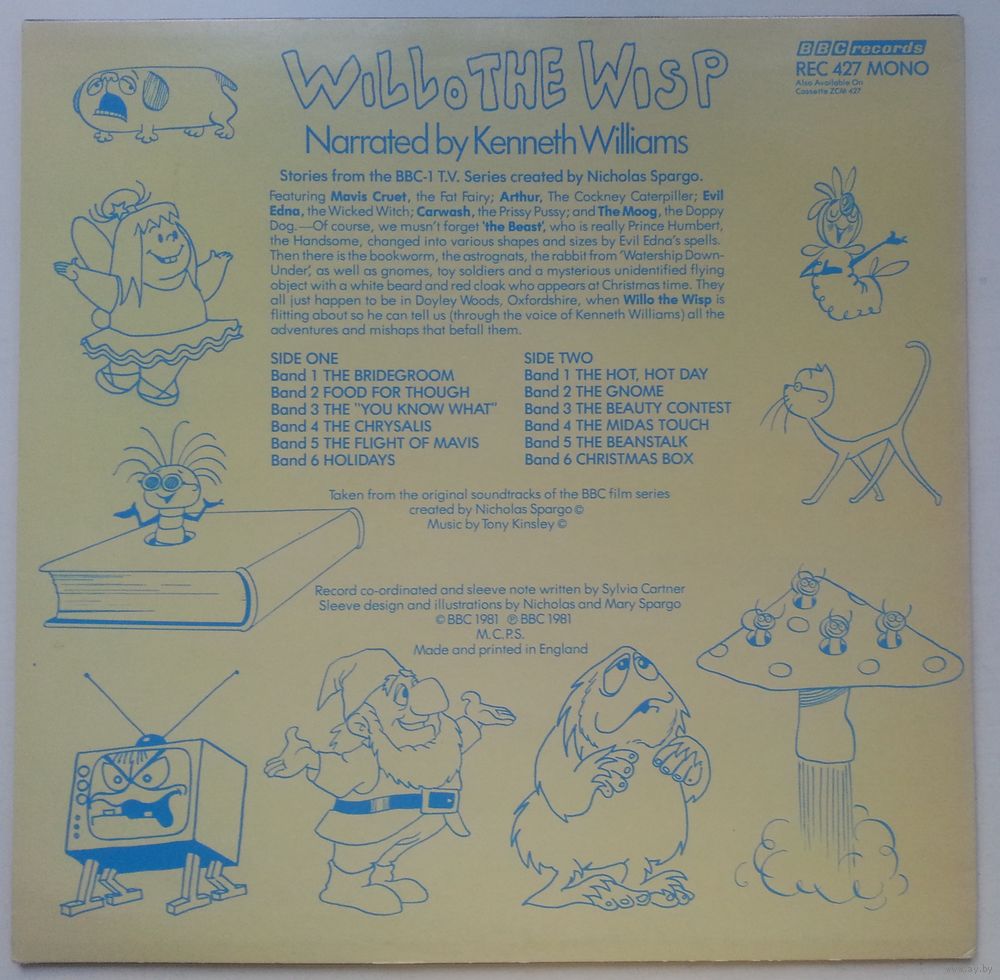 WILLO THE WISP
BBC records
REC 427 MONO
Also Available On
Cassette ZCM 427
Narrated by Kenneth Williams
Stories from the BBC-1 T.V. Series created by Nicholas Spargo.
Featuring Mavis Cruet, the Fat Fairy; Arthur, The Cockney Caterpiller; Evil
Edna, the Wicked Witch; Carwash, the Prissy Pussy; and The Moog, the Doppy
Dog.—Of course, we musn't forget 'the Beast', who is really Prince Humbert,
the Handsome, changed into various shapes and sizes by Evil Edna's spells.
Then there is the bookworm, the astrognats, the rabbit from 'Watership Down-
Under', as well as gnomes, toy soldiers and a mysterious unidentified flying
object with a white beard and red cloak who appears at Christmas time. They
all just happen to be in Doyley Woods, Oxfordshire, when Willo the Wisp is
flitting about so he can tell us (through the voice of Kenneth Williams) all the
adventures and mishaps that befall them.
SIDE ONE
Band 1 THE BRIDEGROOM
Band 2 FOOD FOR THOUGH
Band 3 THE "YOU KNOW WHAT"
Band 4 THE CHRYSALIS
Band 5 THE FLIGHT OF MAVIS
Band 6 HOLIDAYS
SIDE TWO
Band 1 THE HOT, HOT DAY
Band 2 THE GNOME
Band 3 THE BEAUTY CONTEST
Band 4 THE MIDAS TOUCH
Band 5 THE BEANSTALK
Band 6 CHRISTMAS BOX
Taken from the original soundtracks of the BBC film series
created by Nicholas Spargo ©
Music by Tony Kinsley ©
Record co-ordinated and sleeve note written by Sylvia Cartner
Sleeve design and illustrations by Nicholas and Mary Spargo
© BBC 1981 ℗ BBC 1981
M.C.P.S.
Made and printed in England
www.ay.by